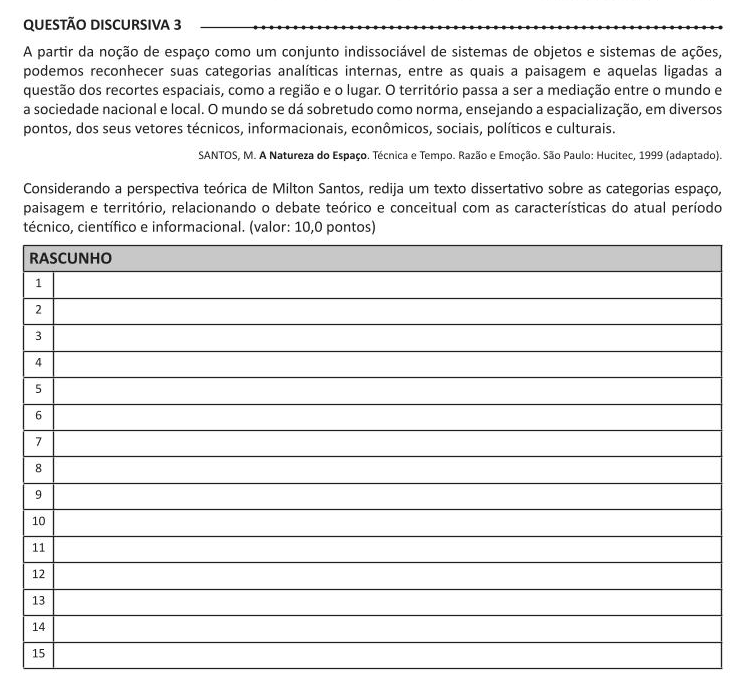 QUESTÃO DISCURSIVA 3
A partir da noção de espaço como um conjunto indissociável de sistemas de objetos e sistemas de ações,
podemos reconhecer suas categorias analíticas internas, entre as quais a paisagem e aquelas ligadas a
questão dos recortes espaciais, como a região e o lugar. O território passa a ser a mediação entre o mundo e
a sociedade nacional e local. O mundo se dá sobretudo como norma, ensejando a espacialização, em diversos
pontos, dos seus vetores técnicos, informacionais, econômicos, sociais, políticos e culturais.
SANTOS, M. A Natureza do Espaço. Técnica e Tempo. Razão e Emoção. São Paulo: Hucitec, 1999 (adaptado).
Considerando a perspectiva teórica de Milton Santos, redija um texto dissertativo sobre as categorias espaço,
paisagem e território, relacionando o debate teórico e conceitual com as características do atual período
técnico, científico e informacional. (valor: 10,0 pontos)
RASCUNHO
1
2
3
4
5
6
7
8
9
10
11
12
13
14
15